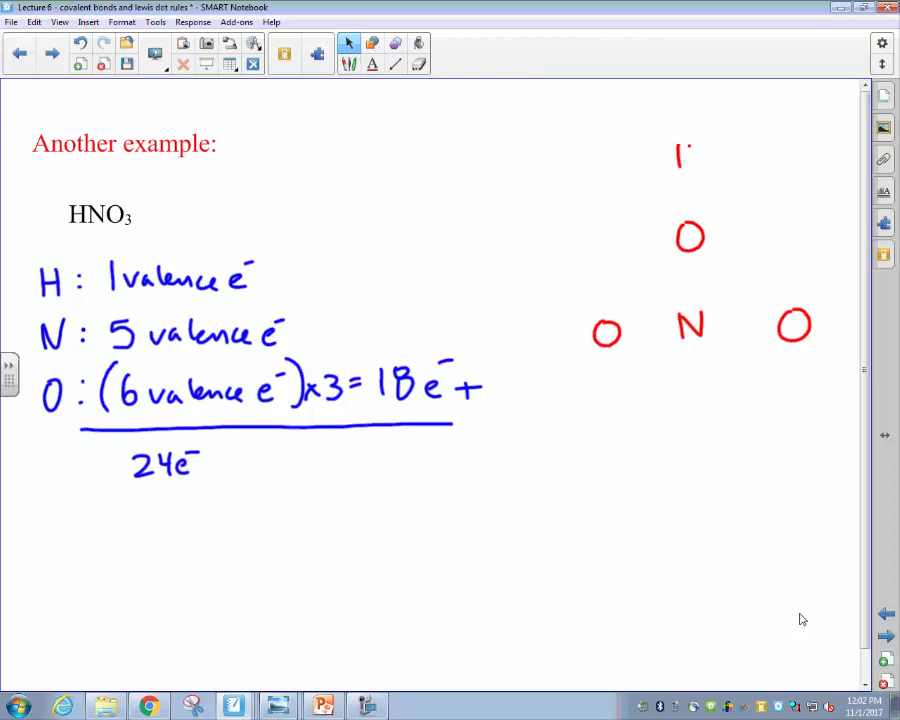 Lecture 6 - covalent bonds and lewis dot rules * - SMART Notebook
File Edit View Insert Format Tools Response Add-ons Help
Another example:
HNO₃
H : 1 valence e⁻
N : 5 valence e⁻
O : (6 valence e⁻) x 3 = 18 e⁻ +
24e⁻
O
O N O
12:02 PM
11/1/2017